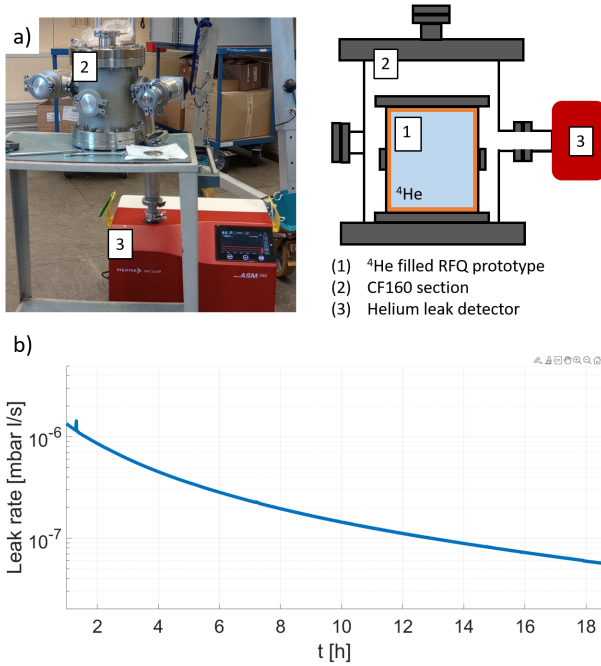 a)
2
3
PFEIFFER VACUUM
ASM 340
2
1
⁴He
3
(1) ⁴He filled RFQ prototype
(2) CF160 section
(3) Helium leak detector
b)
Leak rate [mbar l/s]
10⁻⁶
10⁻⁷
2 4 6 8 10 12 14 16 18
t [h]